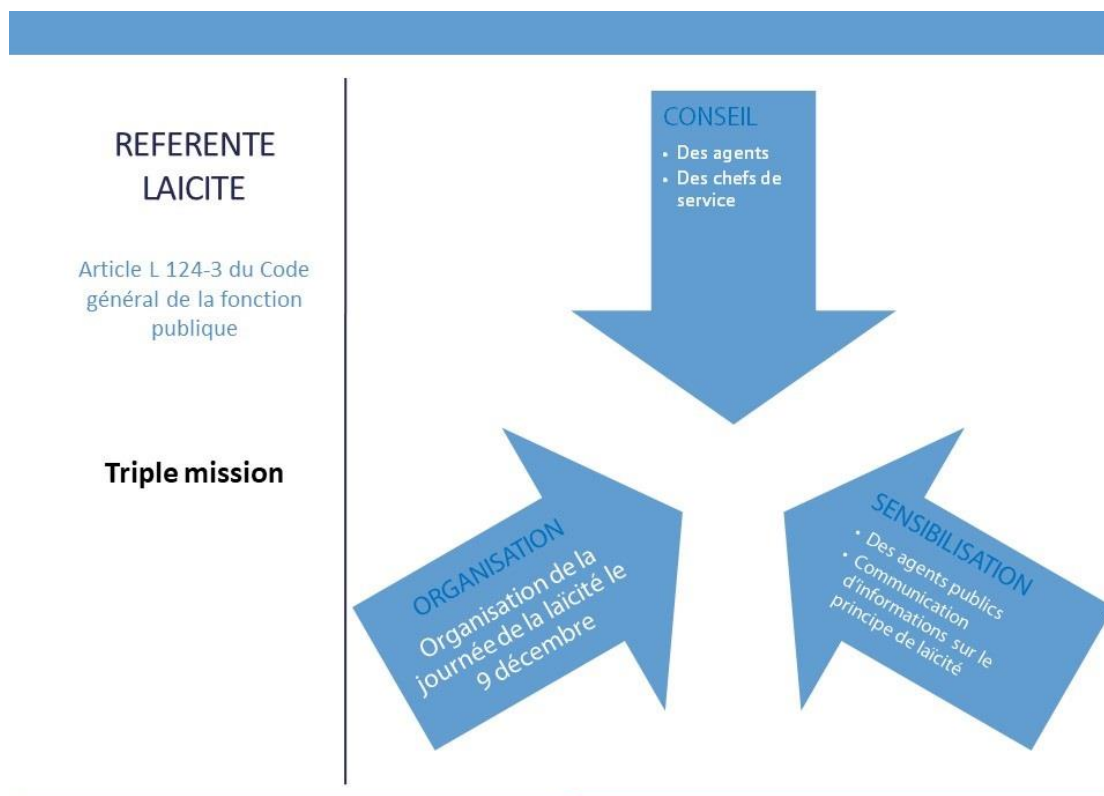 REFERENTE
LAICITE
Article L 124-3 du Code
général de la fonction
publique
Triple mission
CONSEIL
• Des agents
• Des chefs de
service
ORGANISATION
Organisation de la
journée de la laïcité le
9 décembre
SENSIBILISATION
• Des agents publics
• Communication
d'informations sur le
principe de laïcité